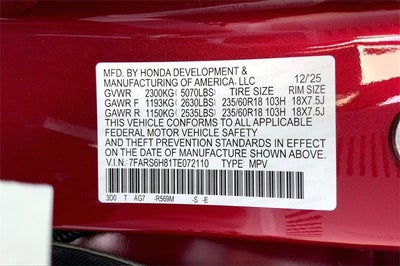 MFD. BY HONDA DEVELOPMENT &
MANUFACTURING OF AMERICA, LLC 12/25
GVWR 2300KG( 5070LBS) TIRE SIZE RIM SIZE
GAWR F 1193KG( 2630LBS) 235/60R18 103H 18X7.5J
GAWR R 1150KG( 2535LBS) 235/60R18 103H 18X7.5J
THIS VEHICLE CONFORMS TO ALL APPLICABLE
FEDERAL MOTOR VEHICLE SAFETY
AND THEFT PREVENTION STANDARDS IN EFFECT
ON THE DATE OF MANUFACTURE SHOWN ABOVE.
V.I.N: 7FARS6H81TE072110 TYPE: MPV
3D0 T AG7 -R569M -S -E